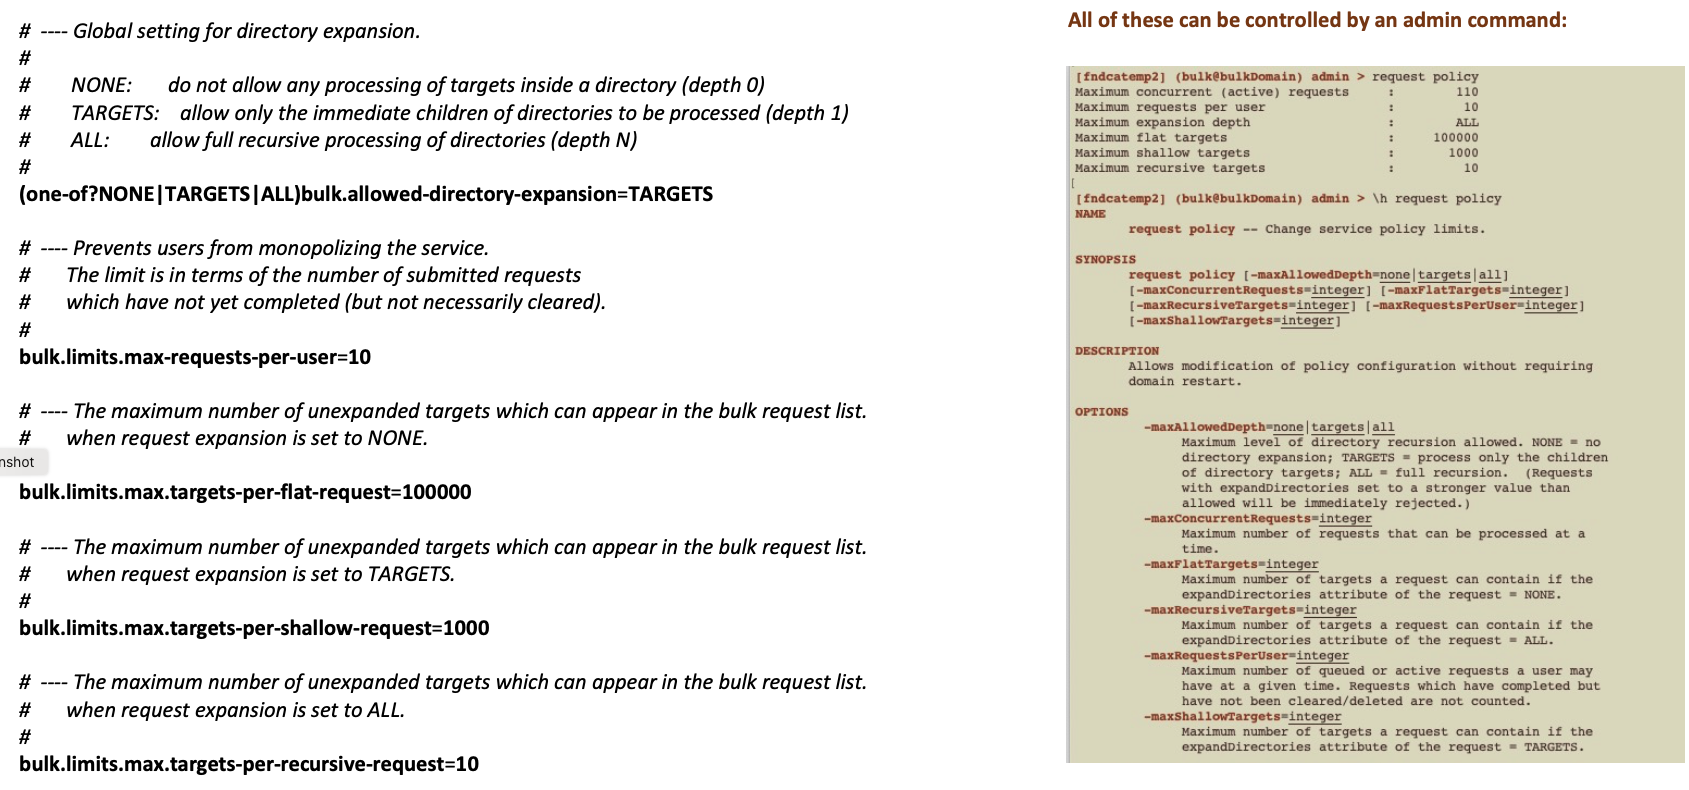 # ---- Global setting for directory expansion.
#
# NONE: do not allow any processing of targets inside a directory (depth 0)
# TARGETS: allow only the immediate children of directories to be processed (depth 1)
# ALL: allow full recursive processing of directories (depth N)
#
(one-of?NONE|TARGETS|ALL)bulk.allowed-directory-expansion=TARGETS
# ---- Prevents users from monopolizing the service.
# The limit is in terms of the number of submitted requests
# which have not yet completed (but not necessarily cleared).
#
bulk.limits.max-requests-per-user=10
# ---- The maximum number of unexpanded targets which can appear in the bulk request list.
# when request expansion is set to NONE.
nshot
bulk.limits.max.targets-per-flat-request=100000
# ---- The maximum number of unexpanded targets which can appear in the bulk request list.
# when request expansion is set to TARGETS.
#
bulk.limits.max.targets-per-shallow-request=1000
# ---- The maximum number of unexpanded targets which can appear in the bulk request list.
# when request expansion is set to ALL.
#
bulk.limits.max.targets-per-recursive-request=10
All of these can be controlled by an admin command:
[fndcatemp2] (bulk@bulkDomain) admin > request policy
Maximum concurrent (active) requests : 110
Maximum requests per user : 10
Maximum expansion depth : ALL
Maximum flat targets : 100000
Maximum shallow targets : 1000
Maximum recursive targets : 10
[
[fndcatemp2] (bulk@bulkDomain) admin > \h request policy
NAME
request policy -- Change service policy limits.
SYNOPSIS
request policy [-maxAllowedDepth=none|targets|all]
[-maxConcurrentRequests=integer] [-maxFlatTargets=integer]
[-maxRecursiveTargets=integer] [-maxRequestsPerUser=integer]
[-maxShallowTargets=integer]
DESCRIPTION
Allows modification of policy configuration without requiring
domain restart.
OPTIONS
-maxAllowedDepth=none|targets|all
Maximum level of directory recursion allowed. NONE = no
directory expansion; TARGETS = process only the children
of directory targets; ALL = full recursion. (Requests
with expandDirectories set to a stronger value than
allowed will be immediately rejected.)
-maxConcurrentRequests=integer
Maximum number of requests that can be processed at a
time.
-maxFlatTargets=integer
Maximum number of targets a request can contain if the
expandDirectories attribute of the request = NONE.
-maxRecursiveTargets=integer
Maximum number of targets a request can contain if the
expandDirectories attribute of the request = ALL.
-maxRequestsPerUser=integer
Maximum number of queued or active requests a user may
have at a given time. Requests which have completed but
have not been cleared/deleted are not counted.
-maxShallowTargets=integer
Maximum number of targets a request can contain if the
expandDirectories attribute of the request = TARGETS.